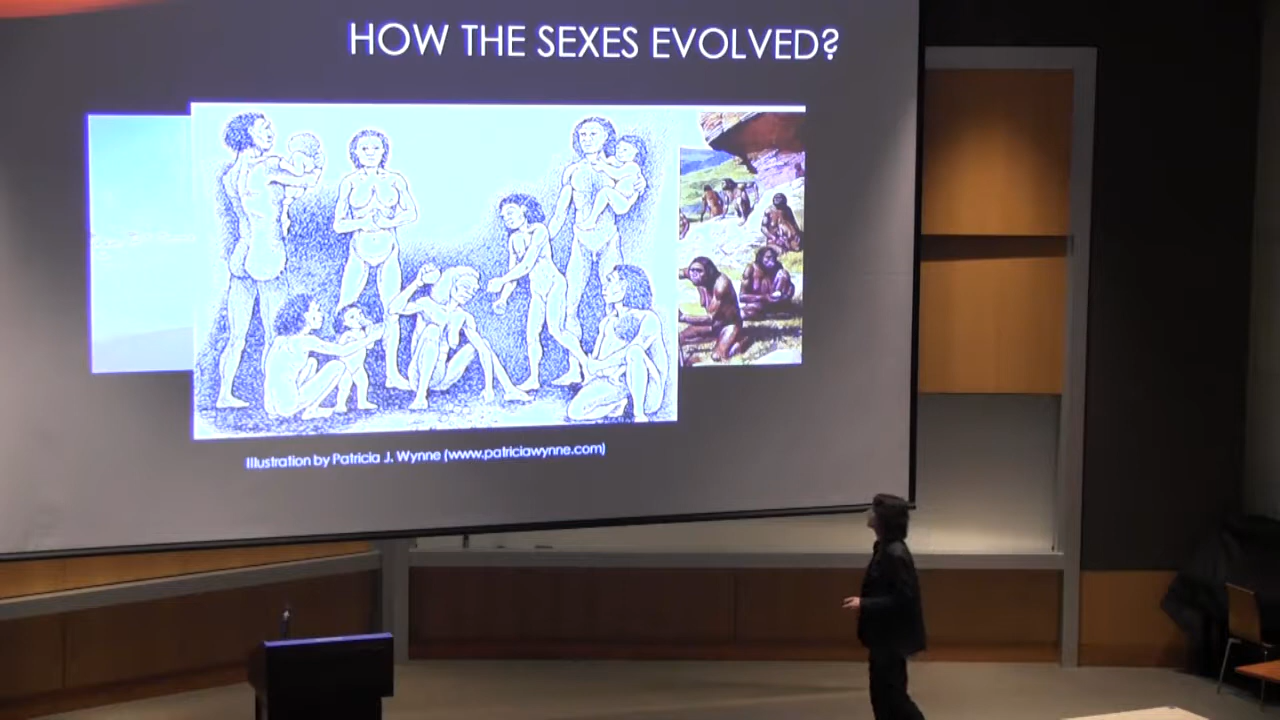 HOW THE SEXES EVOLVED?
Illustration by Patricia J. Wynne (www.patriciawynne.com)